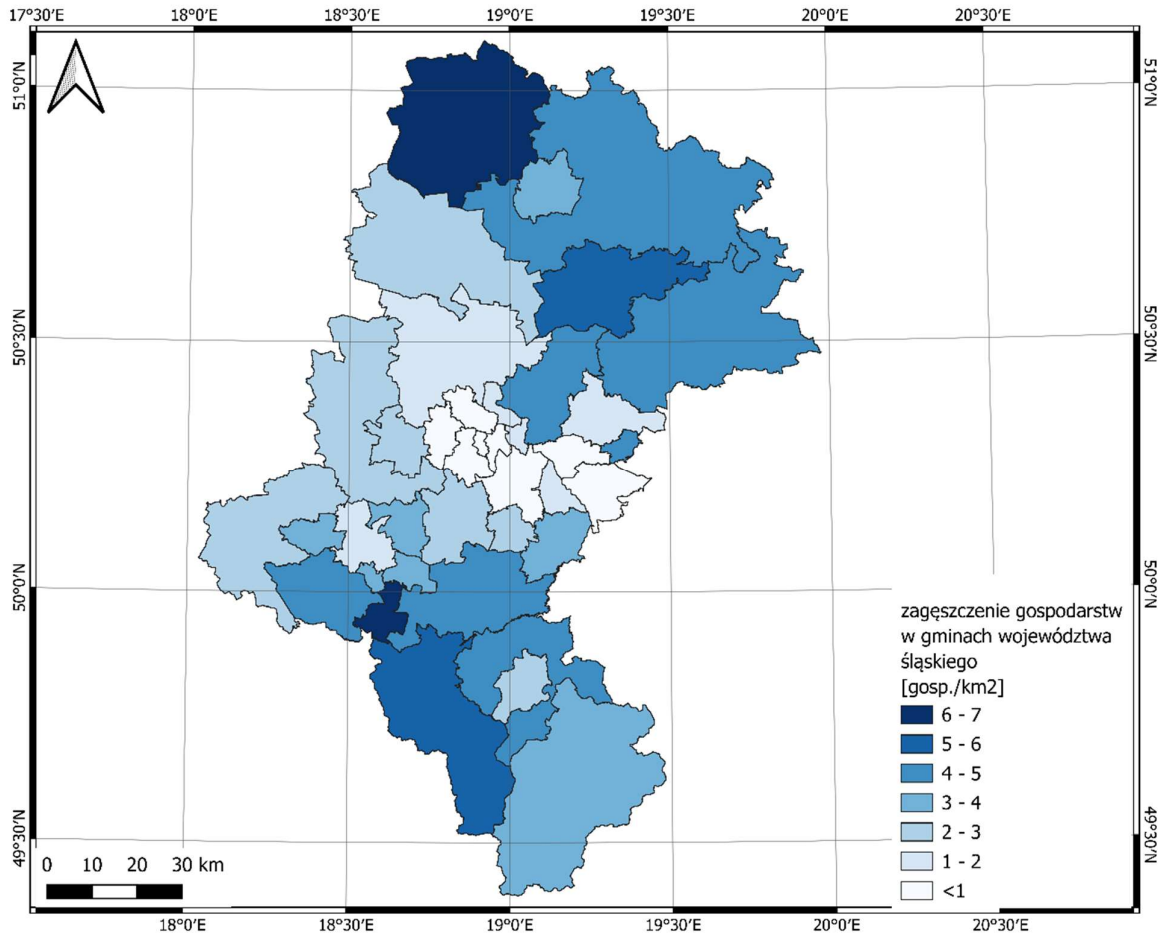 17°30'E 18°0'E 18°30'E 19°0'E 19°30'E 20°0'E 20°30'E
51°0'N 51°0'N
50°30'N 50°30'N
50°0'N 50°0'N
49°30'N 49°30'N
zagęszczenie gospodarstw
w gminach województwa
śląskiego
[gosp./km2]
6 - 7
5 - 6
4 - 5
3 - 4
2 - 3
1 - 2
<1
0 10 20 30 km
18°0'E 18°30'E 19°0'E 19°30'E 20°0'E 20°30'E